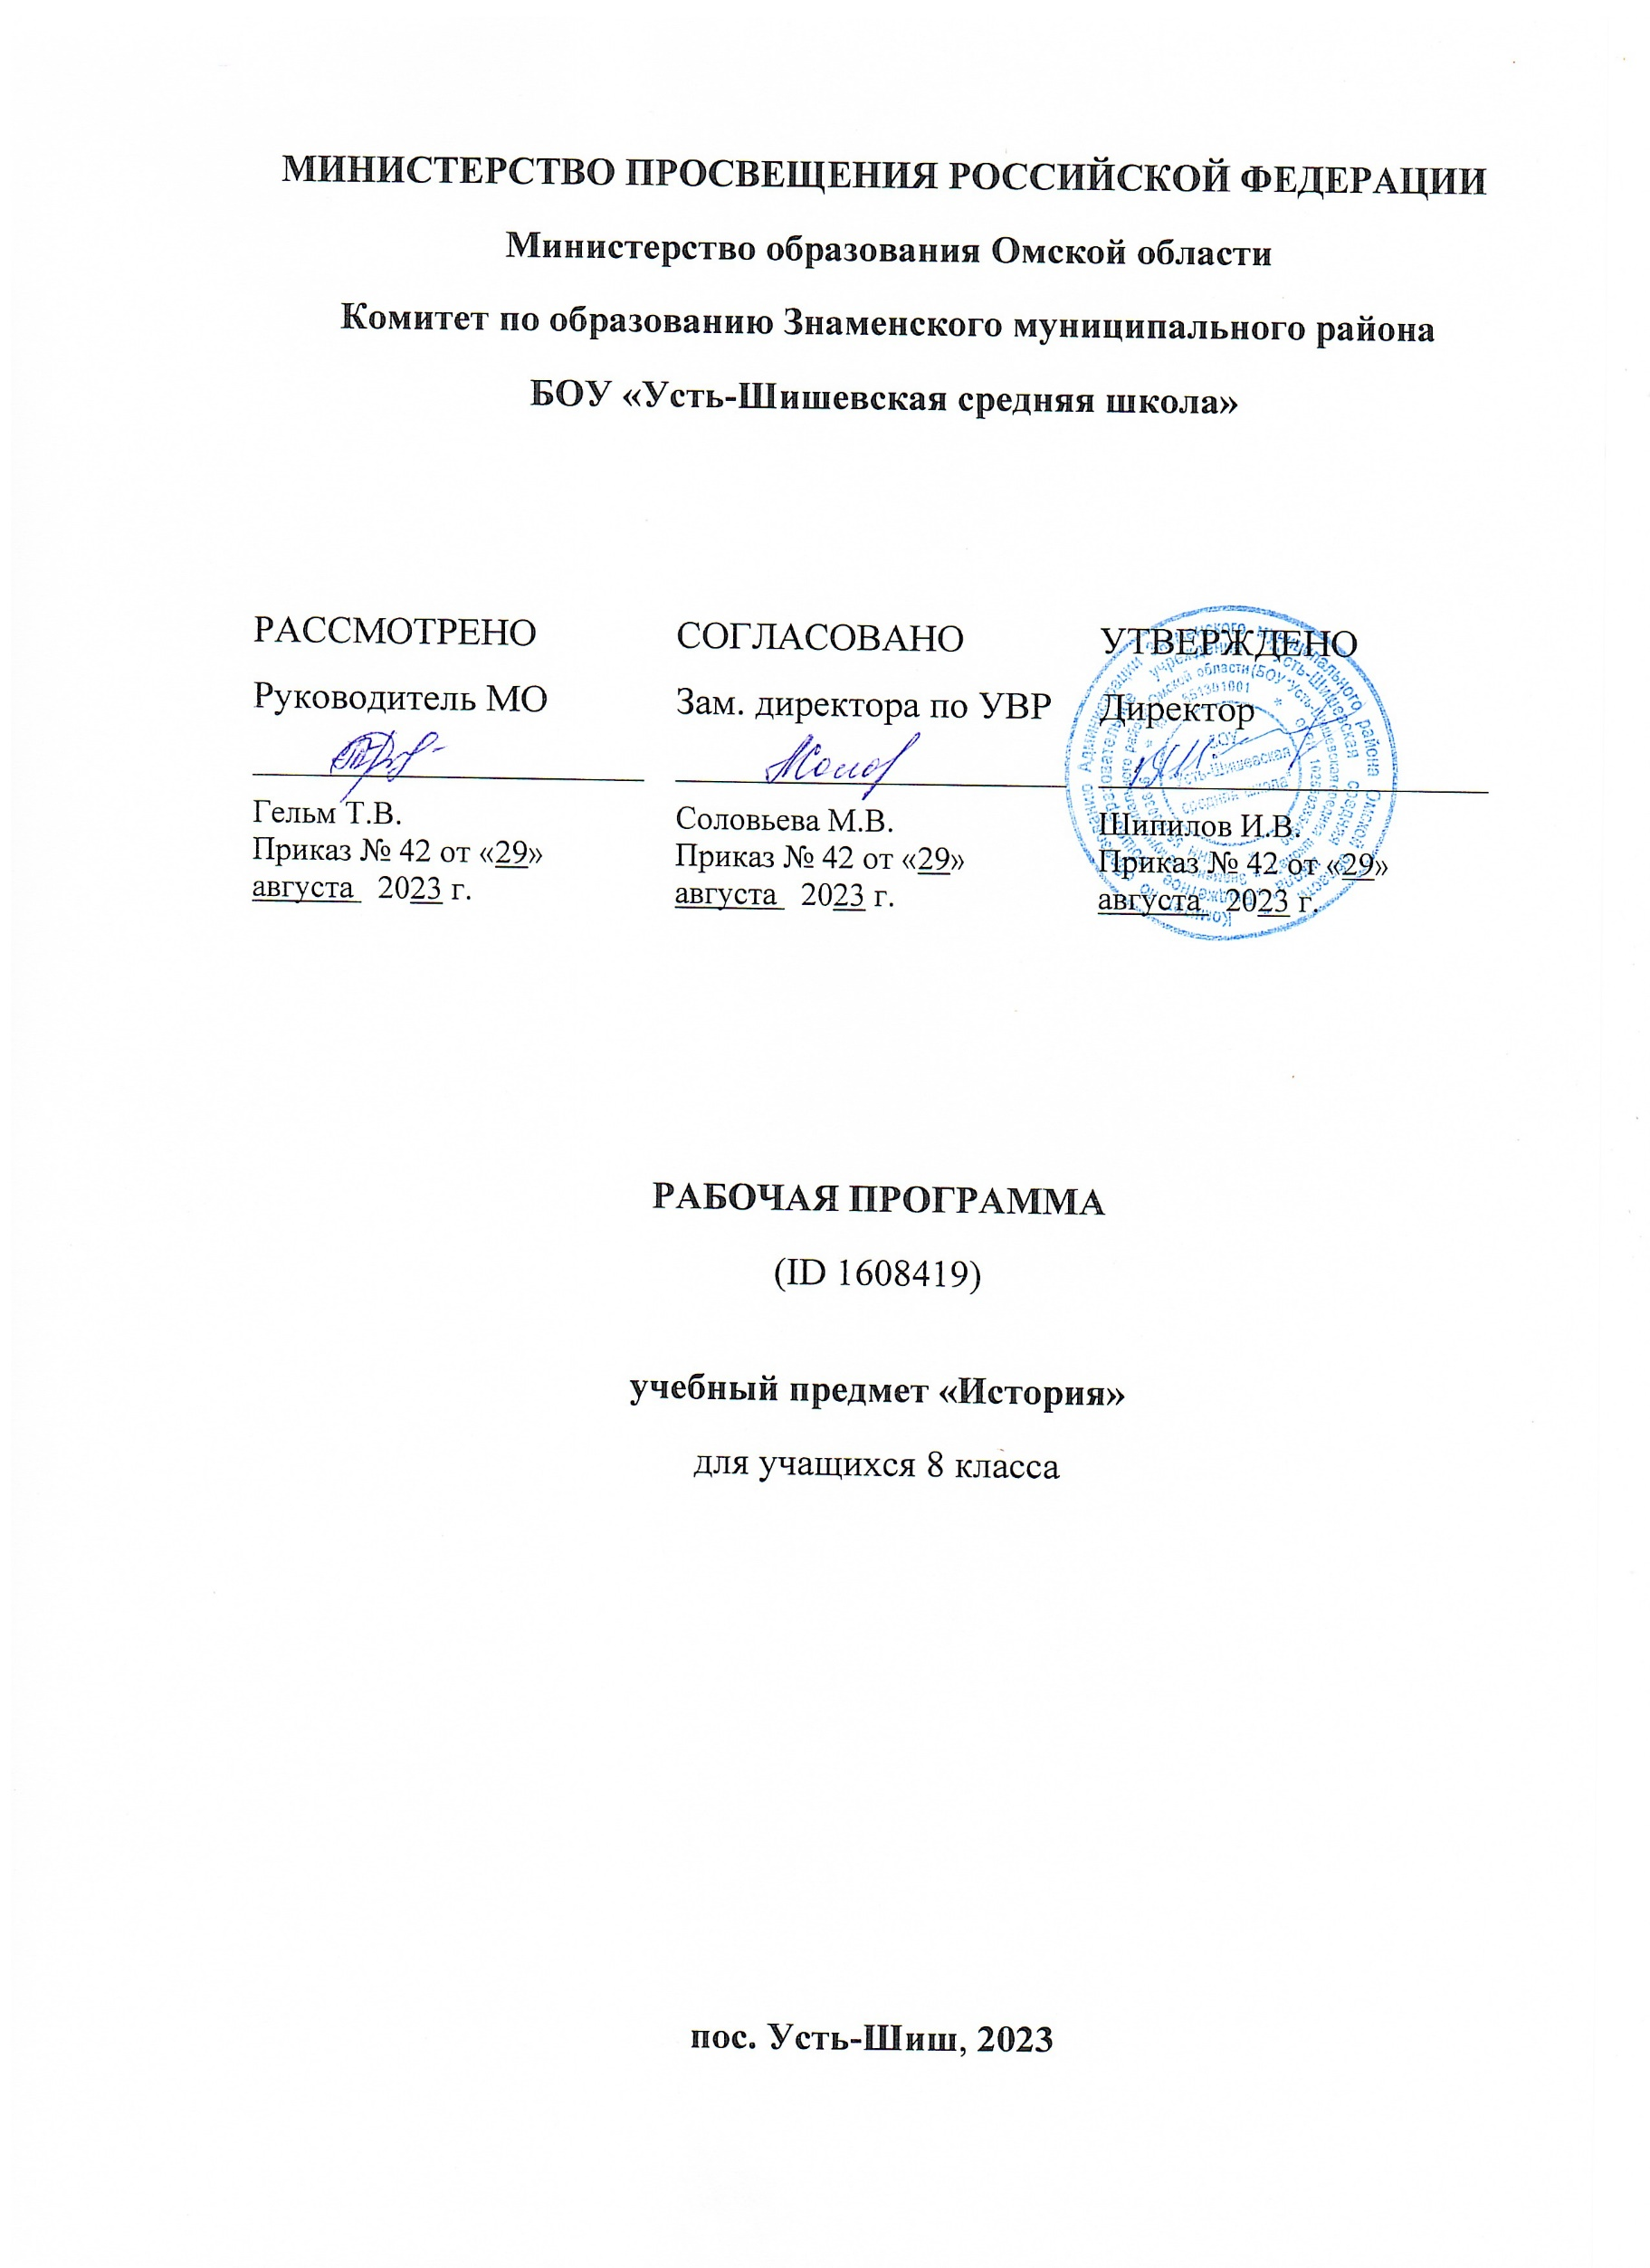 МИНИСТЕРСТВО ПРОСВЕЩЕНИЯ РОССИЙСКОЙ ФЕДЕРАЦИИ
Министерство образования Омской области
Комитет по образованию Знаменского муниципального района
БОУ «Усть-Шишевская средняя школа»
РАССМОТРЕНО
Руководитель МО
Гельм Т.В.
Приказ № 42 от «29»
августа 2023 г.
СОГЛАСОВАНО
Зам. директора по УВР
Соловьева М.В.
Приказ № 42 от «29»
августа 2023 г.
УТВЕРЖДЕНО
Директор
Шипилов И.В.
Приказ № 42 от «29»
августа 2023 г.
РАБОЧАЯ ПРОГРАММА
(ID 1608419)
учебный предмет «История»
для учащихся 8 класса
пос. Усть-Шиш, 2023